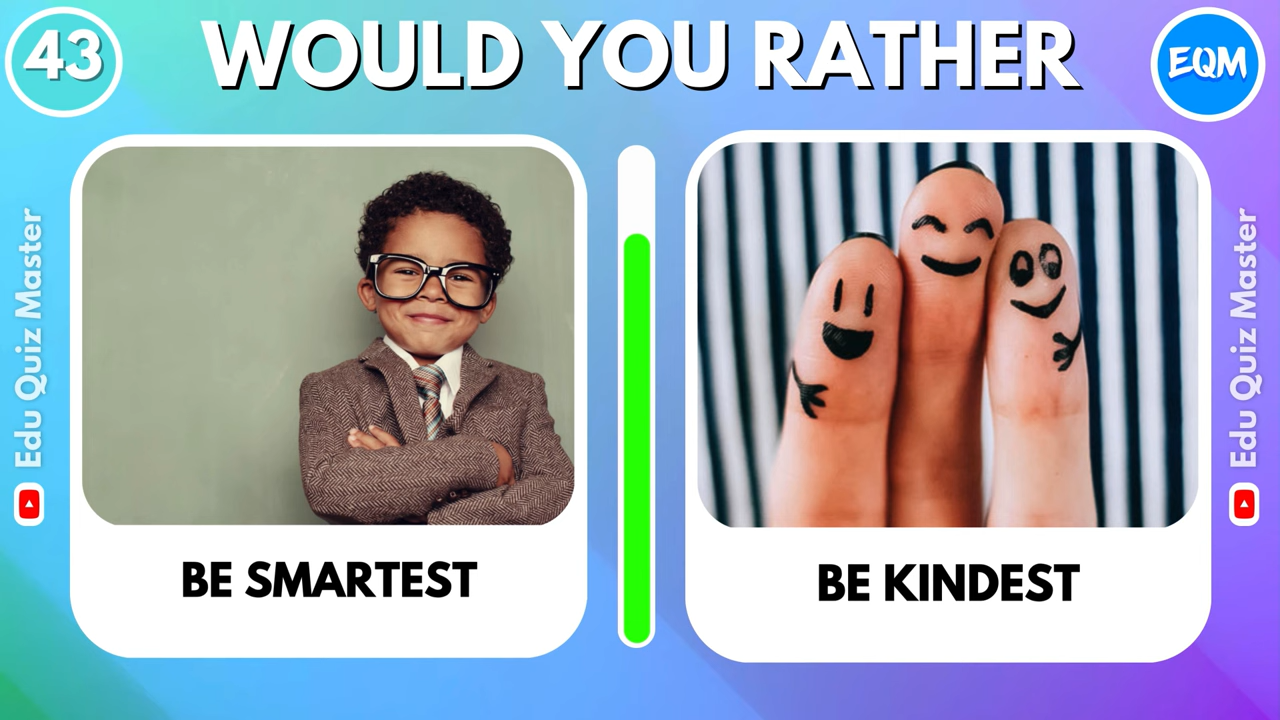 43
WOULD YOU RATHER
EQM
Edu Quiz Master
BE SMARTEST
BE KINDEST
Edu Quiz Master